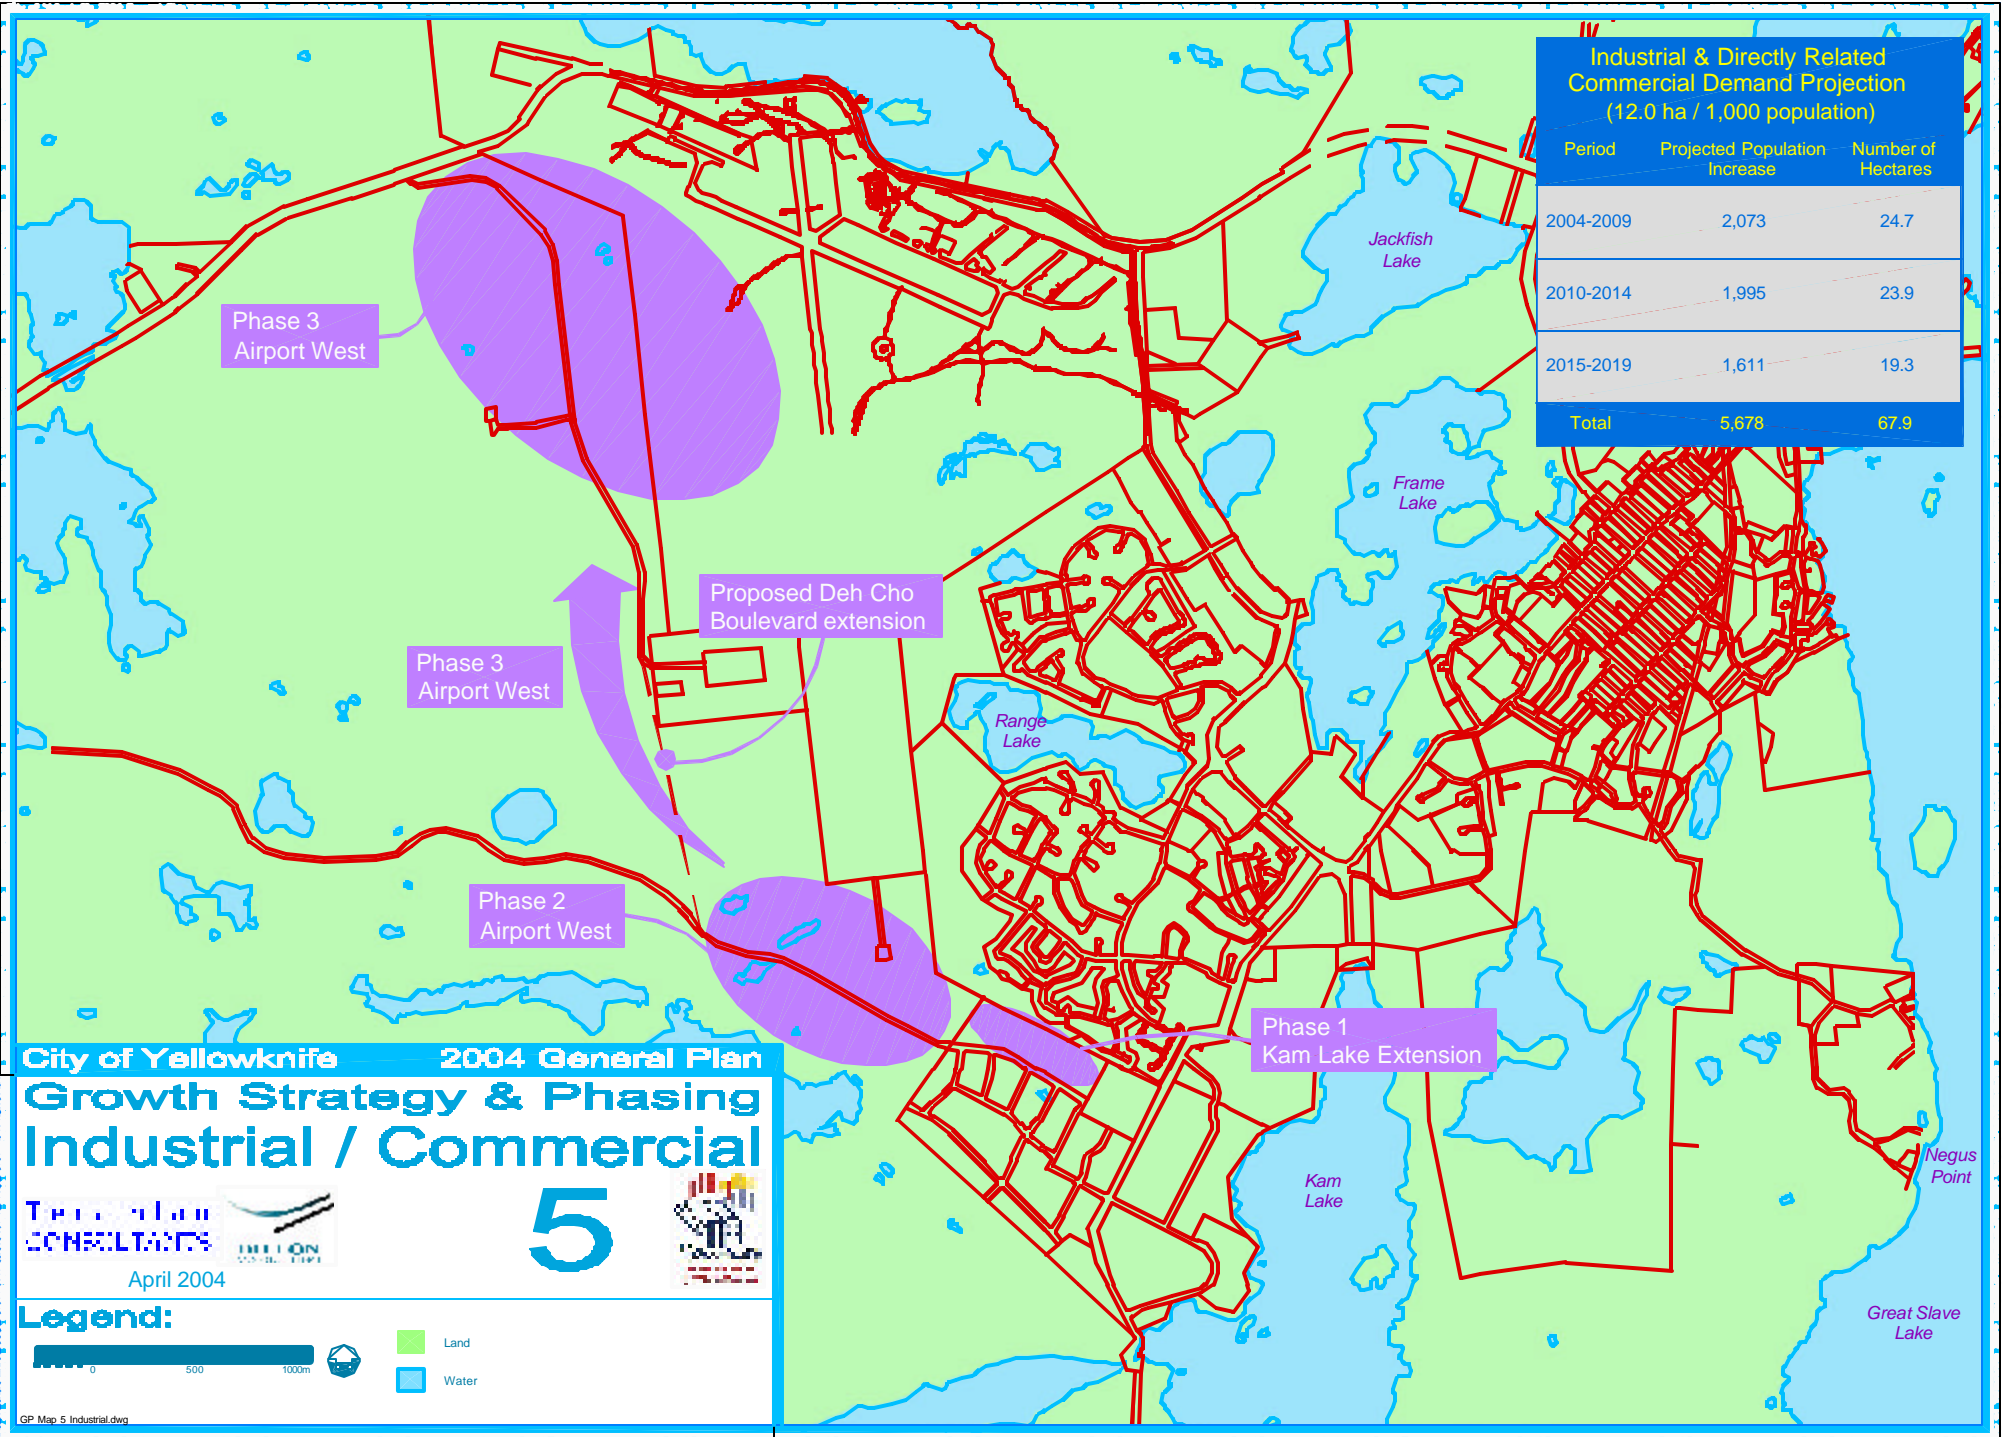 Industrial & Directly Related
Commercial Demand Projection
(12.0 ha / 1,000 population)
Period Projected Population Increase Number of Hectares
2004-2009 2,073 24.7
2010-2014 1,995 23.9
2015-2019 1,611 19.3
Total 5,678 67.9
Jackfish
Lake
Phase 3
Airport West
Frame
Lake
Proposed Deh Cho
Boulevard extension
Phase 3
Airport West
Range
Lake
Phase 2
Airport West
Phase 1
Kam Lake Extension
Kam
Lake
Negus
Point
Great Slave
Lake
City of Yellowknife 2004 General Plan
Growth Strategy & Phasing
Industrial / Commercial
5
CONSULTANTS
DILLON
April 2004
Legend:
0 500 1000m
Land
Water
GP Map 5 Industrial.dwg